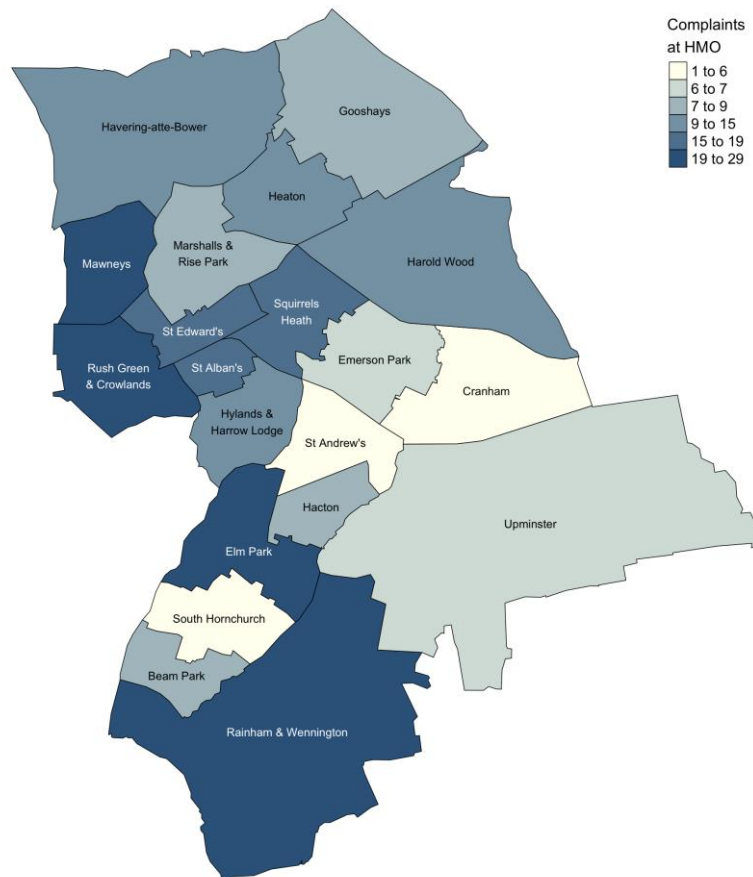 Complaints
at HMO
1 to 6
6 to 7
7 to 9
9 to 15
15 to 19
19 to 29
Gooshays
Havering-atte-Bower
Heaton
Marshalls &
Rise Park
Harold Wood
Mawneys
Squirrels
Heath
St Edward's
Emerson Park
Rush Green
& Crowlands
St Alban's
Cranham
Hylands &
Harrow Lodge
St Andrew's
Hacton
Upminster
Elm Park
South Hornchurch
Beam Park
Rainham & Wennington